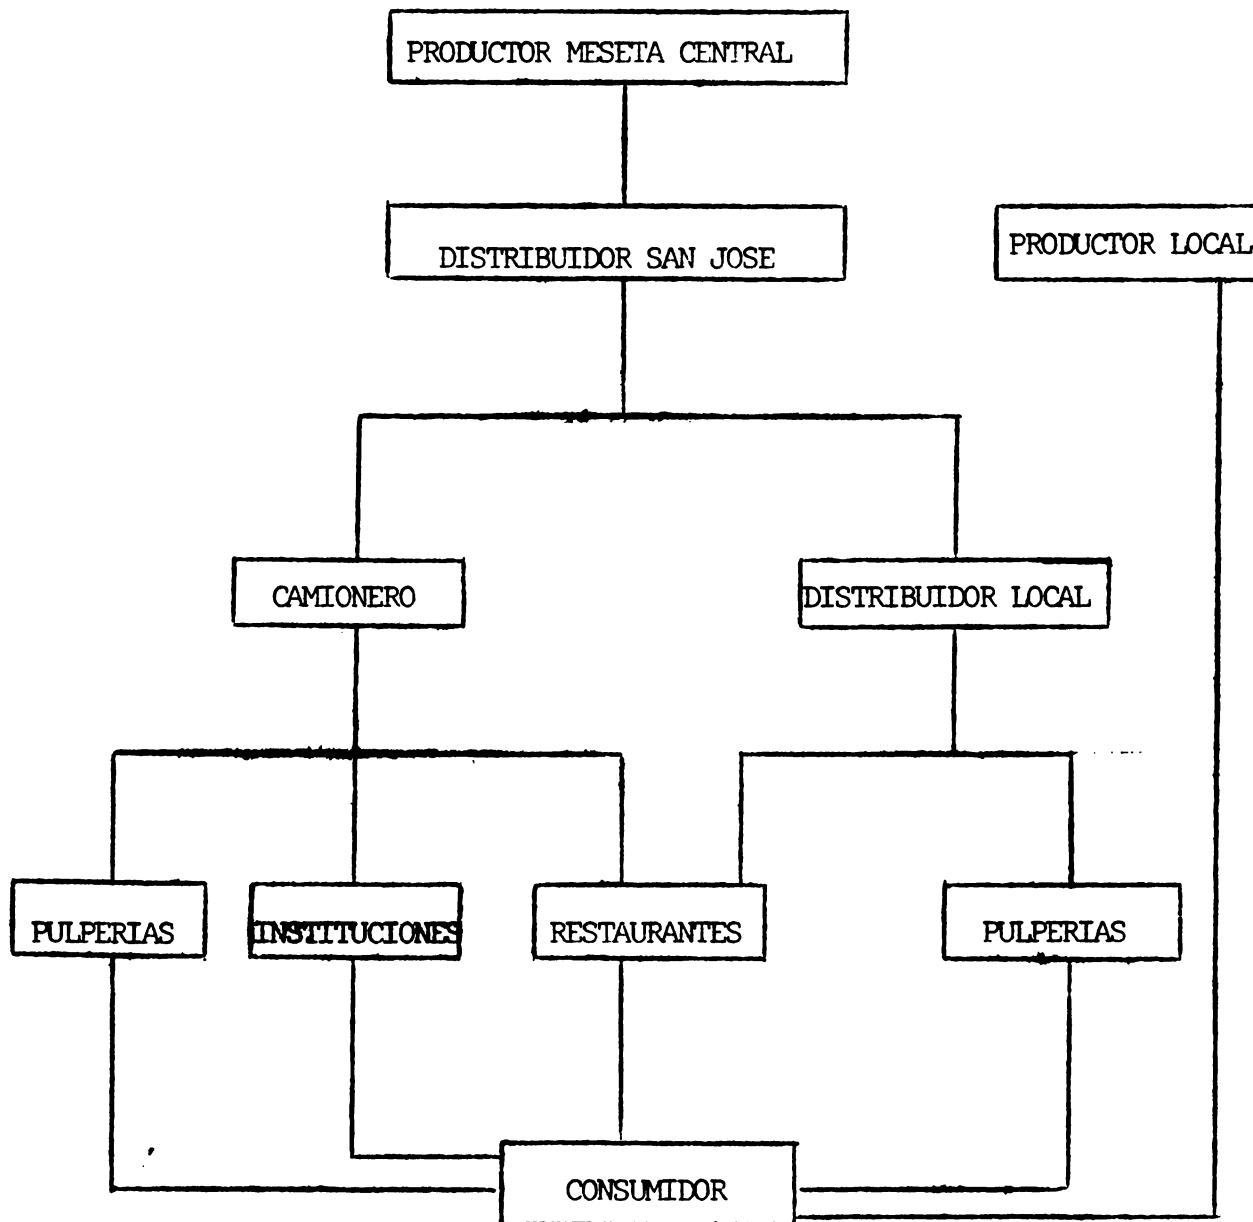 PRODUCTOR MESETA CENTRAL
DISTRIBUIDOR SAN JOSE
PRODUCTOR LOCAL
CAMIONERO
DISTRIBUIDOR LOCAL
PULPERIAS
INSTITUCIONES
RESTAURANTES
PULPERIAS
CONSUMIDOR